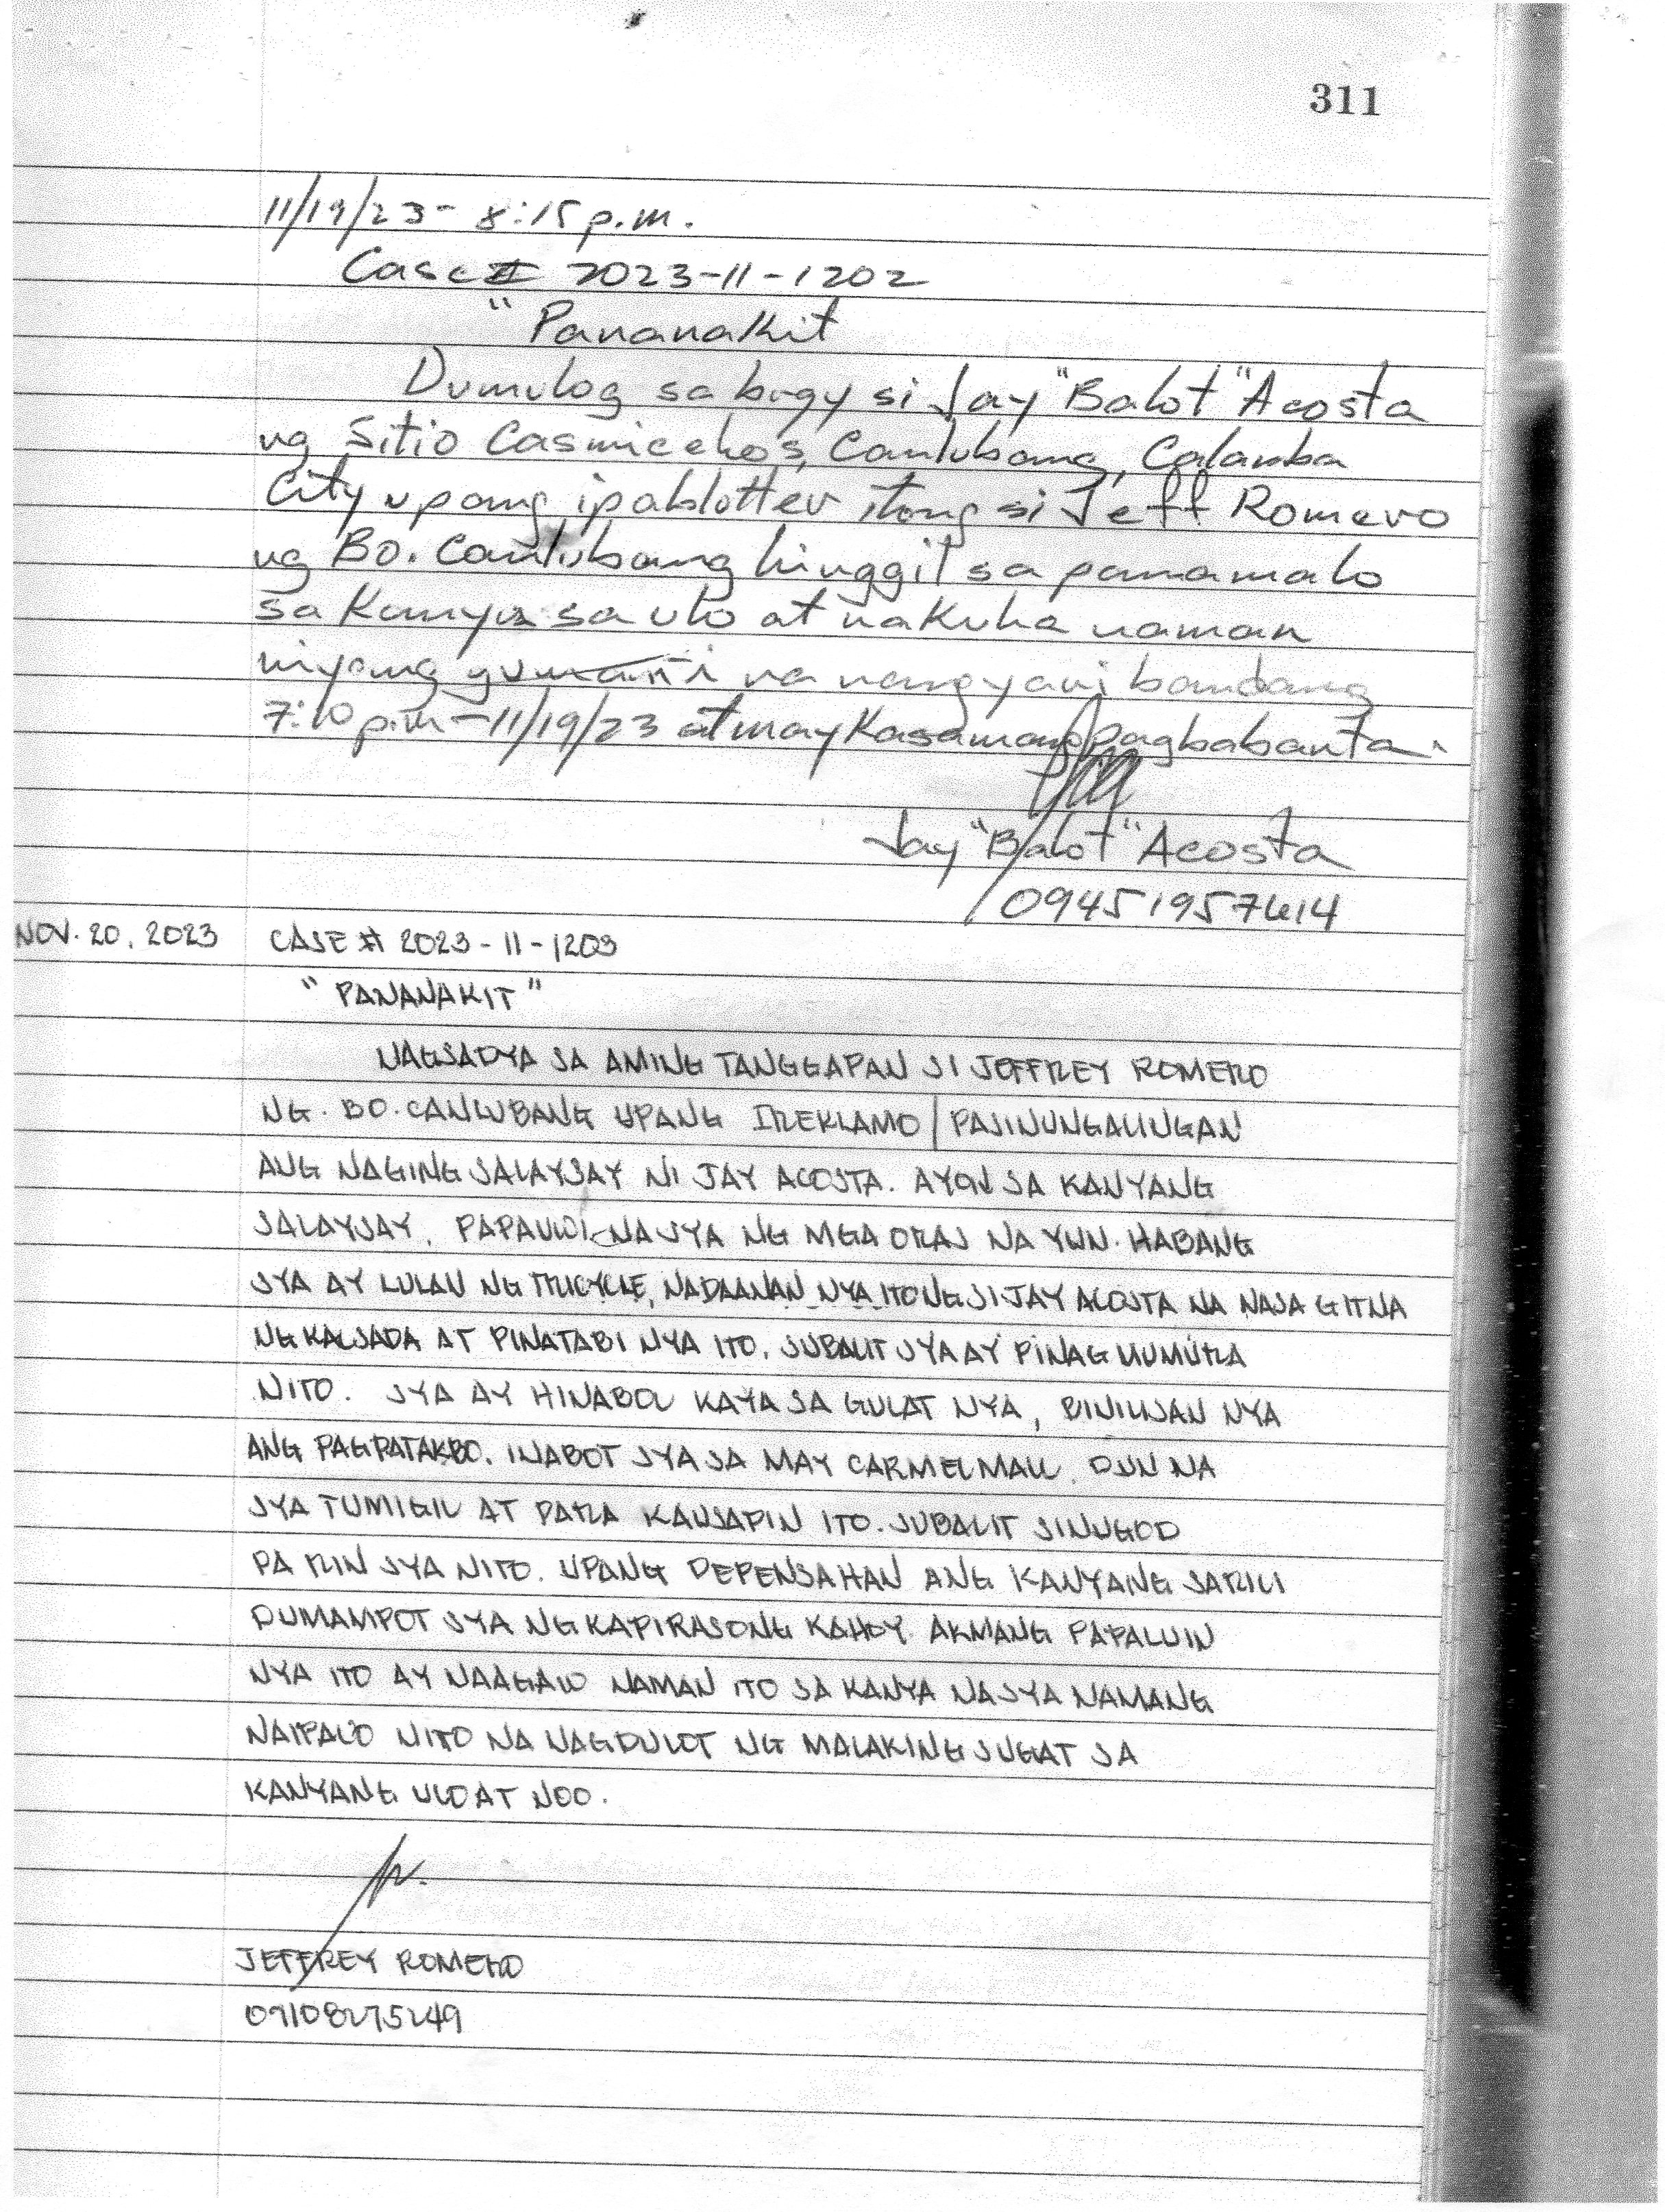 311
11/19/23 - 8:15 p.m.
Case # 2023-11-1202
" Pananakit
Dumulog sa brgy si Jay "Balot" Acosta
ng Sitio Casmicehos, Canlubang, Calamba
City upang ipablotter itong si Jeff Romero
ng Bo. Canlubang hinggil sa pamamalo
sa kanya sa ulo at nakuha naman
niyang gumanti na nangyari bandang
7:10 p.m - 11/19/23 at may kasamang pagbabanta.
Jay "Balot" Acosta
09451957614
NOV. 20, 2023 CASE # 2023-11-1203
" PANANAKIT "
NAGSADYA SA AMING TANGGAPAN SI JEFFREY ROMERO
NG. BO. CANLUBANG UPANG IREKLAMO / PASINUNGALINGAN
ANG NAGING SALAYSAY NI JAY ACOSTA. AYON SA KANYANG
SALAYSAY, PAPAUWI NA SYA NG MGA ORAS NA YUN. HABANG
SYA AY LULAN NG TRICYCLE, NADAANAN NYA ITONG SI JAY ACOSTA NA NASA GITNA
NG KALSADA AT PINATABI NYA ITO. SUBALIT SYA AY PINAGMUMURA
NITO. SYA AY HINABOL KAYA SA GULAT NYA, BINILISAN NYA
ANG PAGPATAKBO. INABOT SYA SA MAY CARMELMALL. DUN NA
SYA TUMIGIL AT PARA KAUSAPIN ITO. SUBALIT SINUGOD
PA RIN SYA NITO. UPANG DEPENSAHAN ANG KANYANG SARILI
DUMAMPOT SYA NG KAPIRASONG KAHOY. AKMANG PAPALUIN
NYA ITO AY NAAGAW NAMAN ITO SA KANYA NA SYA NAMANG
NAIPALO NITO NA NAGDULOT NG MALAKING SUGAT SA
KANYANG ULO AT NOO.
JEFFREY ROMERO
09108275249